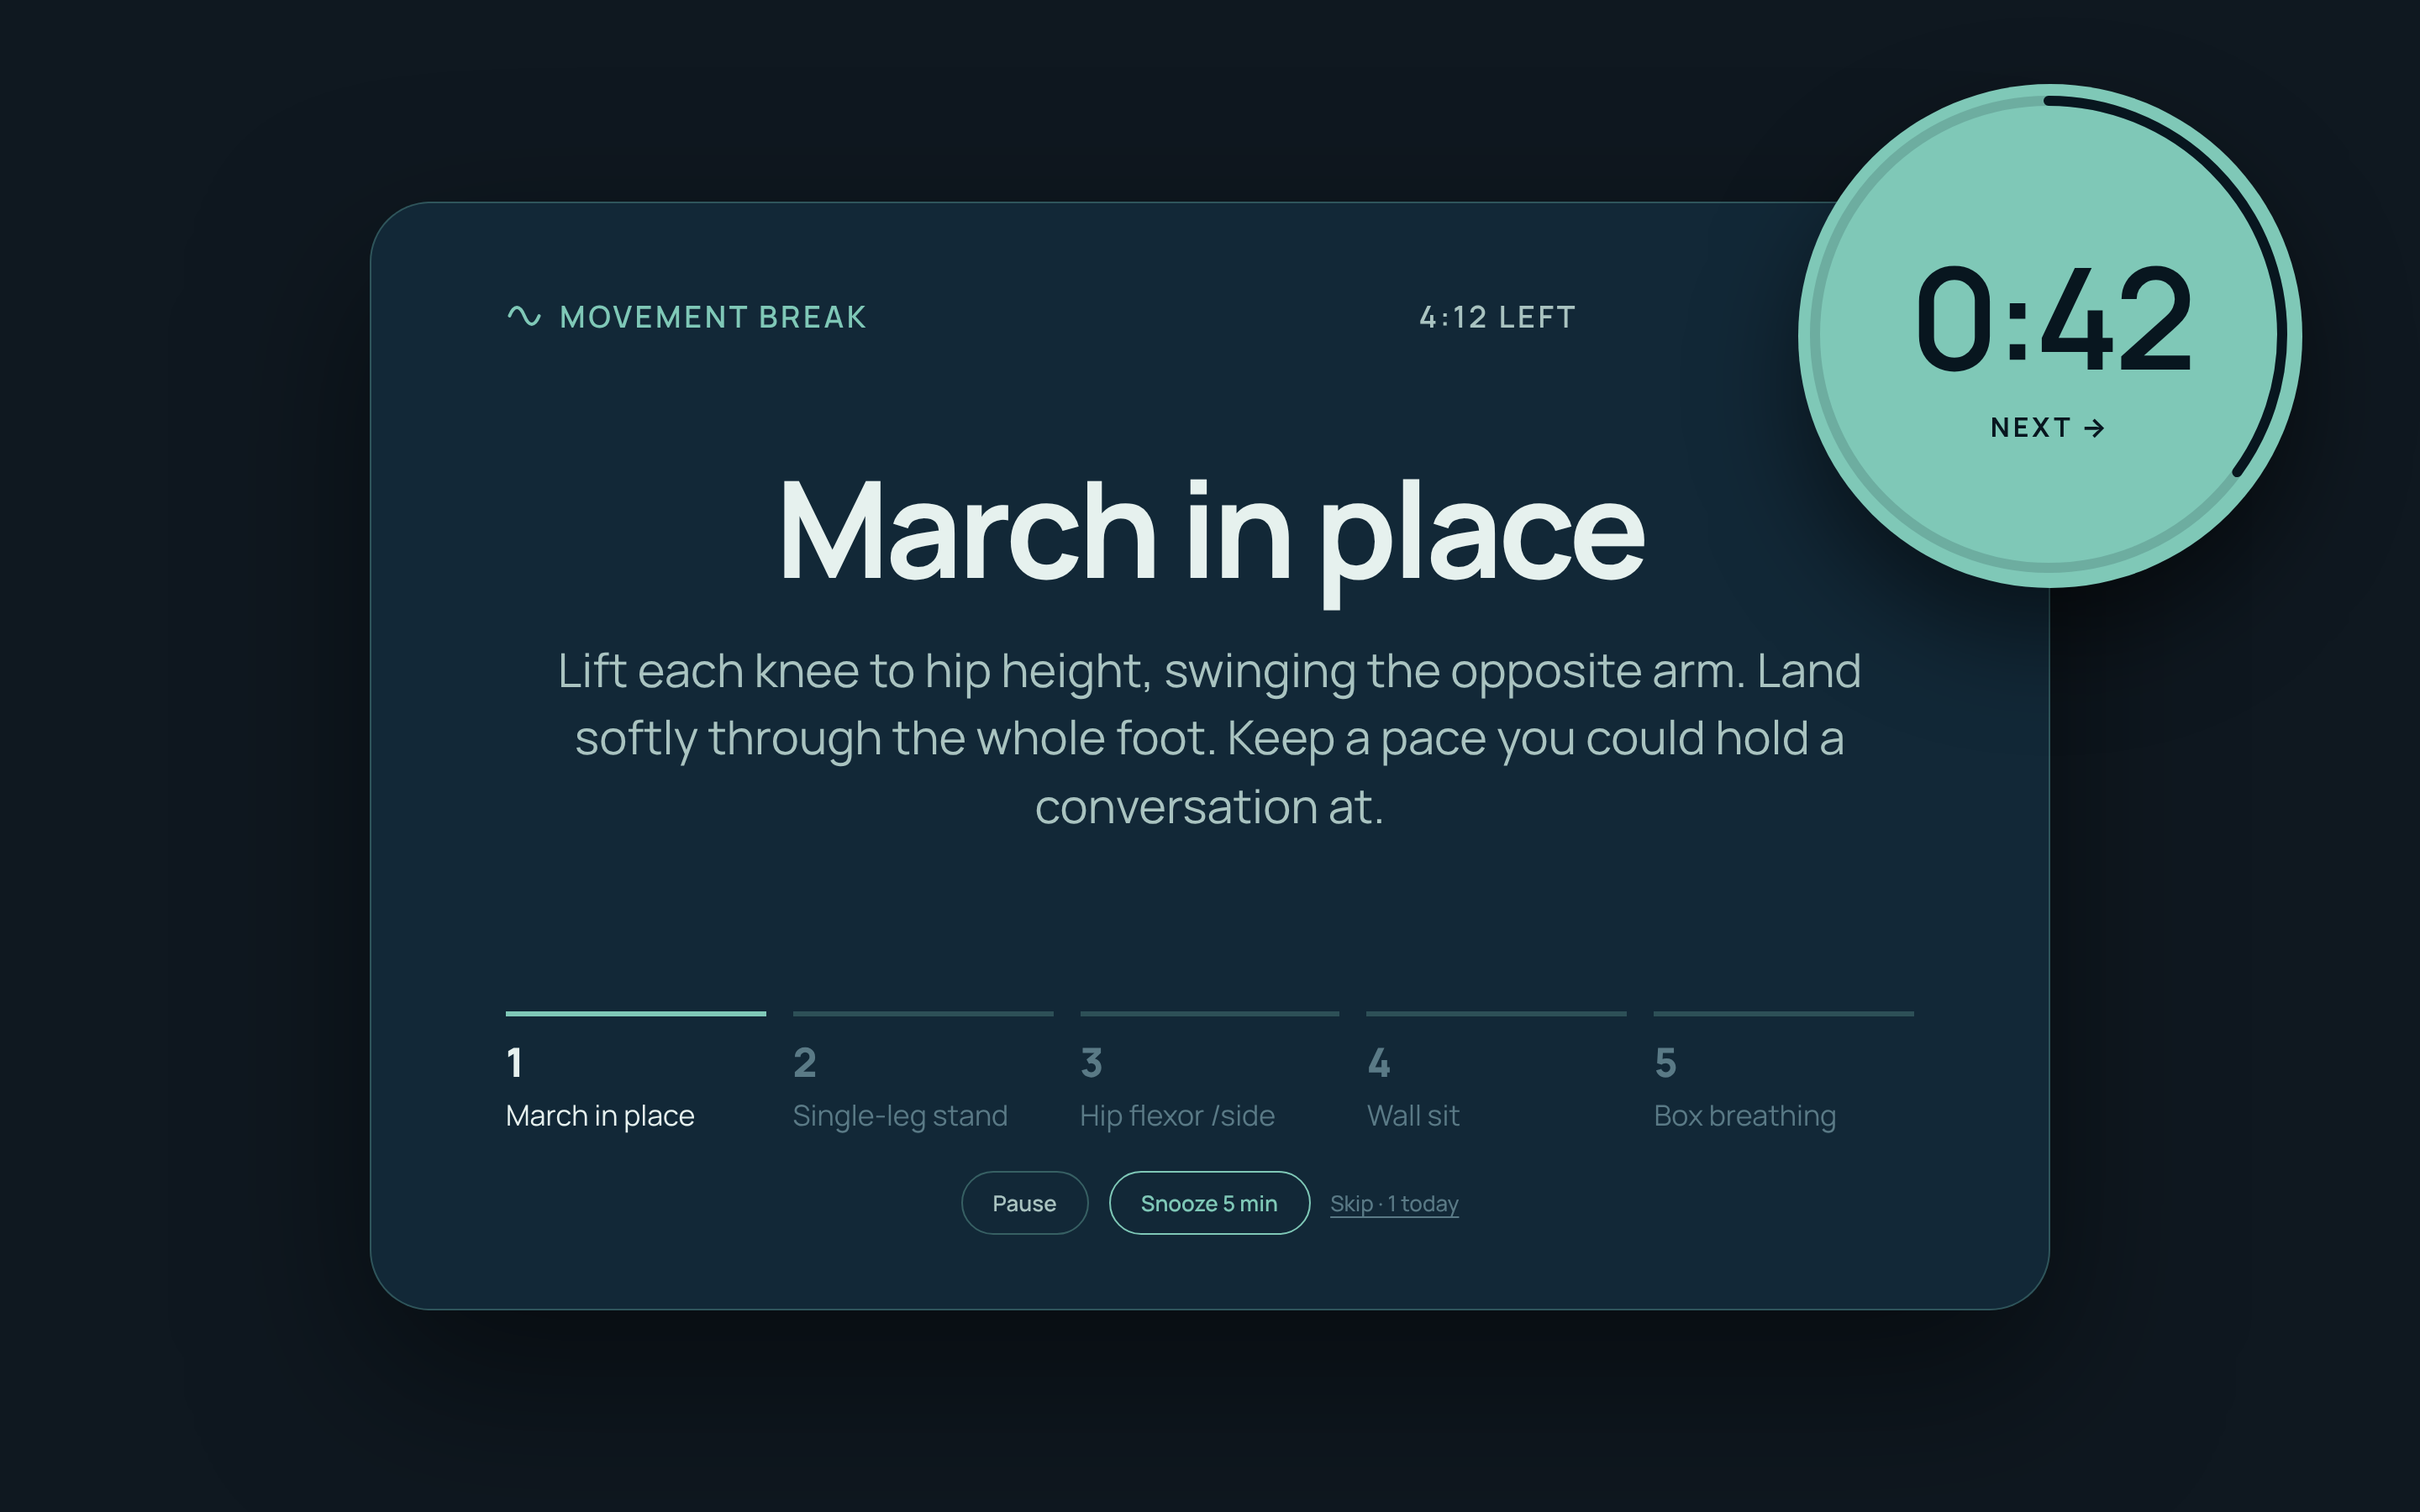 MOVEMENT BREAK
4:12 LEFT
0:42
NEXT →
March in place
Lift each knee to hip height, swinging the opposite arm. Land
softly through the whole foot. Keep a pace you could hold a
conversation at.
1
March in place
2
Single-leg stand
3
Hip flexor /side
4
Wall sit
5
Box breathing
Pause
Snooze 5 min
Skip · 1 today